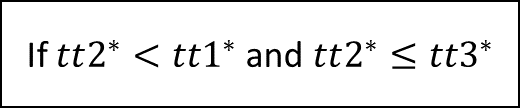 If tt2* < tt1* and tt2* ≤ tt3*